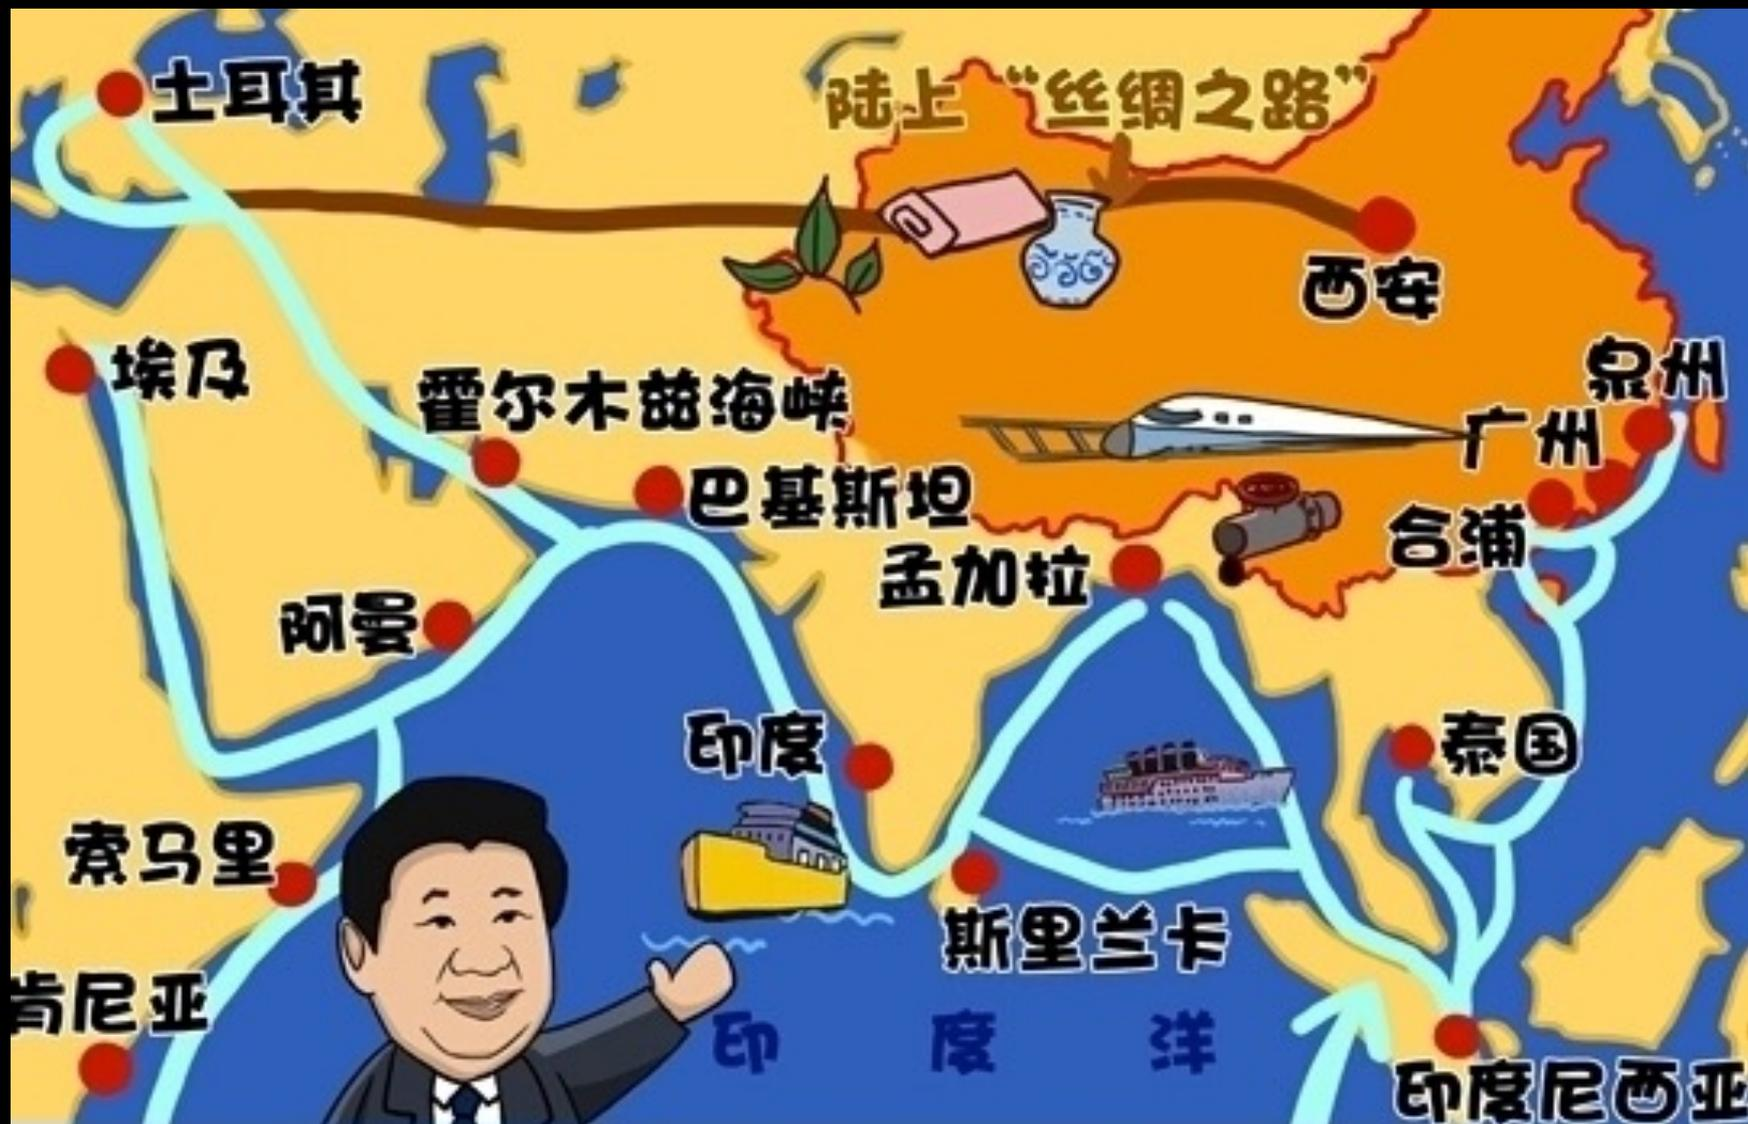 土耳其
陆上“丝绸之路”
西安
埃及
霍尔木兹海峡
泉州
广州
巴基斯坦
合浦
孟加拉
阿曼
印度
泰国
索马里
斯里兰卡
肯尼亚
印度洋
印度尼西亚